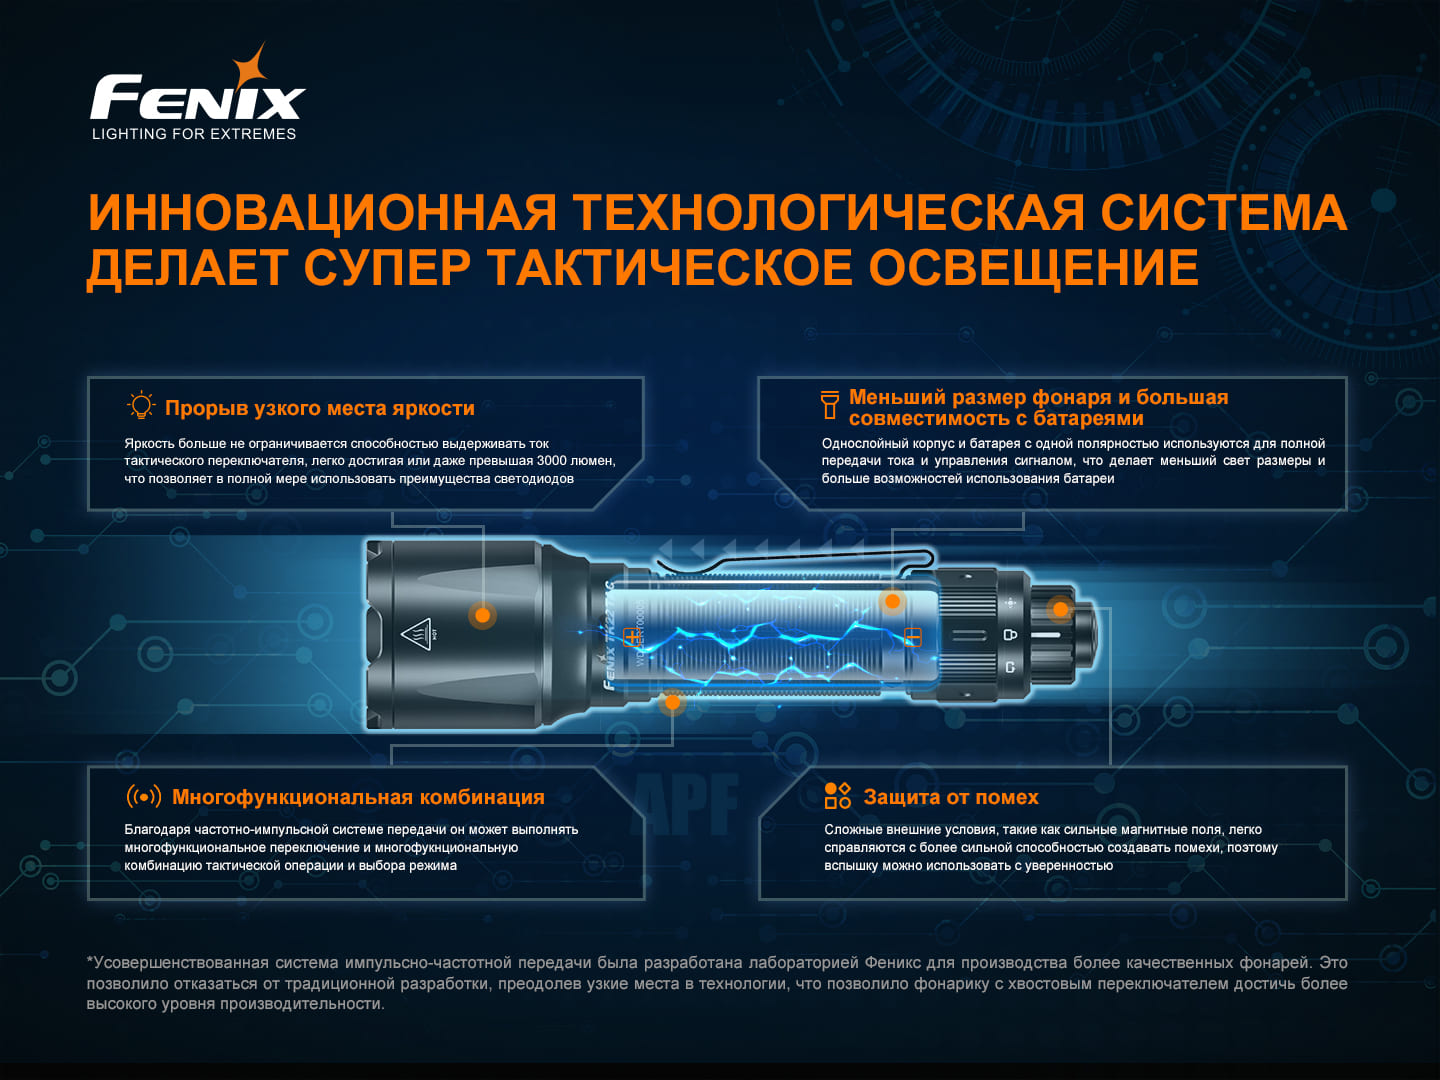 FENIX
LIGHTING FOR EXTREMES
ИННОВАЦИОННАЯ ТЕХНОЛОГИЧЕСКАЯ СИСТЕМА
ДЕЛАЕТ СУПЕР ТАКТИЧЕСКОЕ ОСВЕЩЕНИЕ
Прорыв узкого места яркости
Яркость больше не ограничивается способностью выдерживать ток
тактического переключателя, легко достигая или даже превышая 3000 люмен,
что позволяет в полной мере использовать преимущества светодиодов
Меньший размер фонаря и большая
совместимость с батареями
Однослойный корпус и батарея с одной полярностью используются для полной
передачи тока и управления сигналом, что делает меньший свет размеры и
больше возможностей использования батареи
HOT
FENIX
Многофункциональная комбинация
Благодаря частотно-импульсной системе передачи он может выполнять
многофункциональное переключение и многофукнциональную
комбинацию тактической операции и выбора режима
APF
Защита от помех
Сложные внешние условия, такие как сильные магнитные поля, легко
справляются с более сильной способностью создавать помехи, поэтому
вспышку можно использовать с уверенностью
*Усовершенствованная система импульсно-частотной передачи была разработана лабораторией Феникс для производства более качественных фонарей. Это
позволило отказаться от традиционной разработки, преодолев узкие места в технологии, что позволило фонарику с хвостовым переключателем достичь более
высокого уровня производительности.